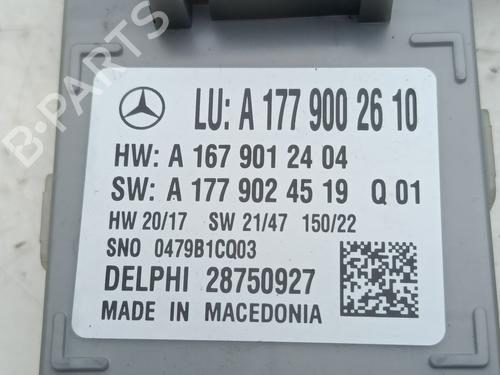 LU: A 177 900 26 10
HW: A 167 901 24 04
SW: A 177 902 45 19 Q 01
HW 20/17 SW 21/47 150/22
SNO 0479B1CQ03
DELPHI 28750927
MADE IN MACEDONIA
B-PARTS